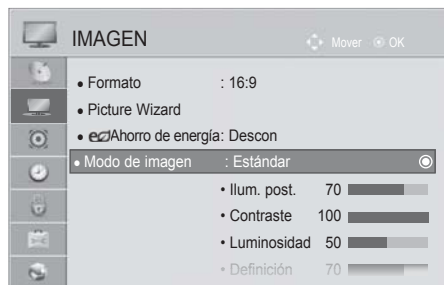 IMAGEN
Mover OK
• Formato : 16:9
• Picture Wizard
• eco Ahorro de energía: Descon
• Modo de imagen : Estándar
• Ilum. post. 70
• Contraste 100
• Luminosidad 50
• Definición 70